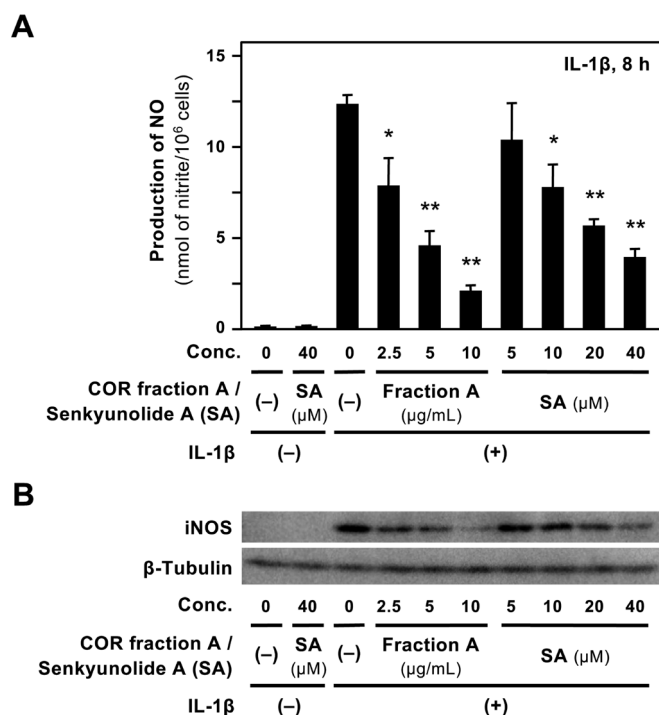 A
15
IL-1β, 8 h
Production of NO
(nmol of nitrite/10⁶ cells)
*
*
10
**
**
**
**
5
0
Conc. 0 40 0 2.5 5 10 5 10 20 40
COR fraction A / (–) SA (–) Fraction A SA (μM)
Senkyunolide A (SA) (μM) (μg/mL)
IL-1β (–) (+)
B
iNOS
β-Tubulin
Conc. 0 40 0 2.5 5 10 5 10 20 40
COR fraction A / (–) SA (–) Fraction A SA (μM)
Senkyunolide A (SA) (μM) (μg/mL)
IL-1β (–) (+)